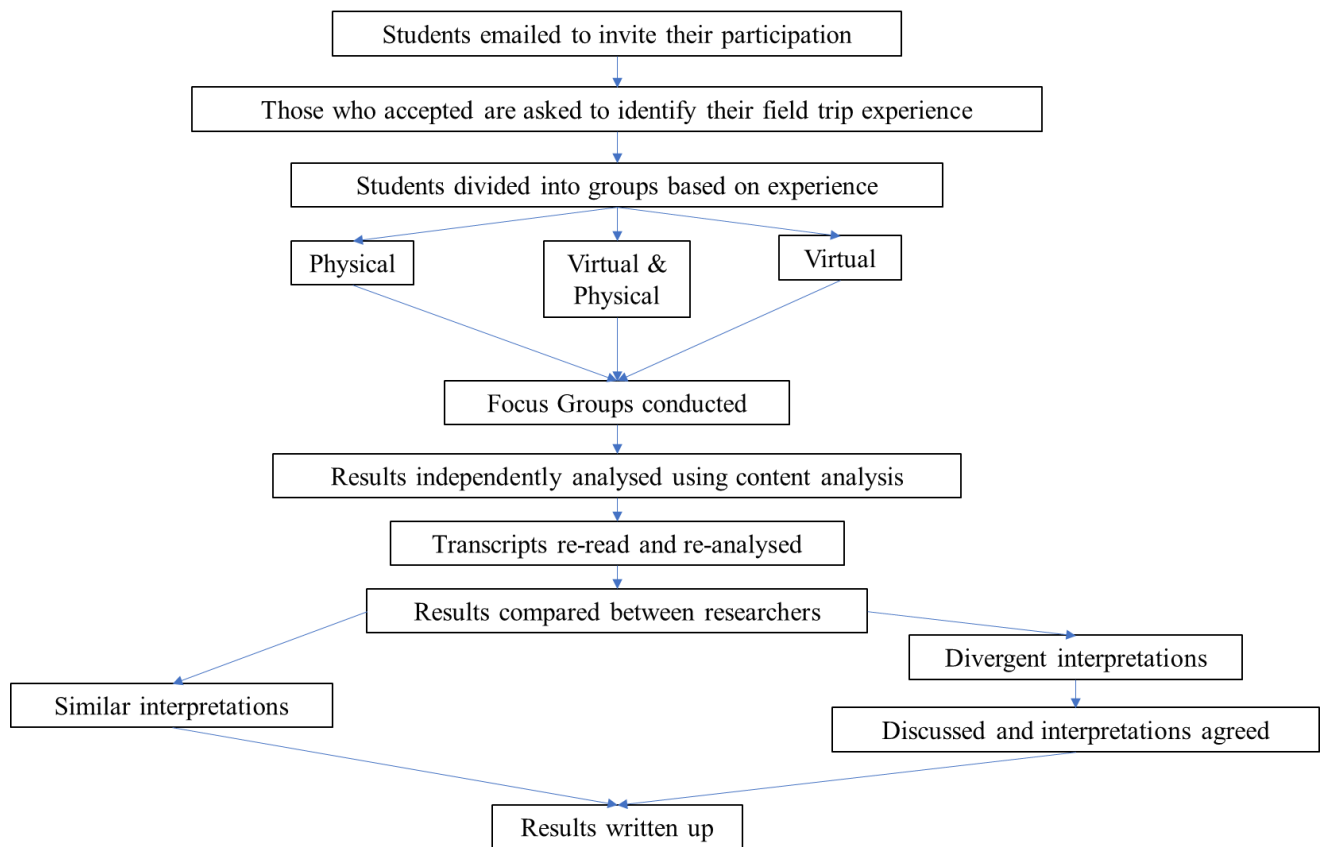 Students emailed to invite their participation
Those who accepted are asked to identify their field trip experience
Students divided into groups based on experience
Physical
Virtual &
Physical
Virtual
Focus Groups conducted
Results independently analysed using content analysis
Transcripts re-read and re-analysed
Results compared between researchers
Divergent interpretations
Similar interpretations
Discussed and interpretations agreed
Results written up